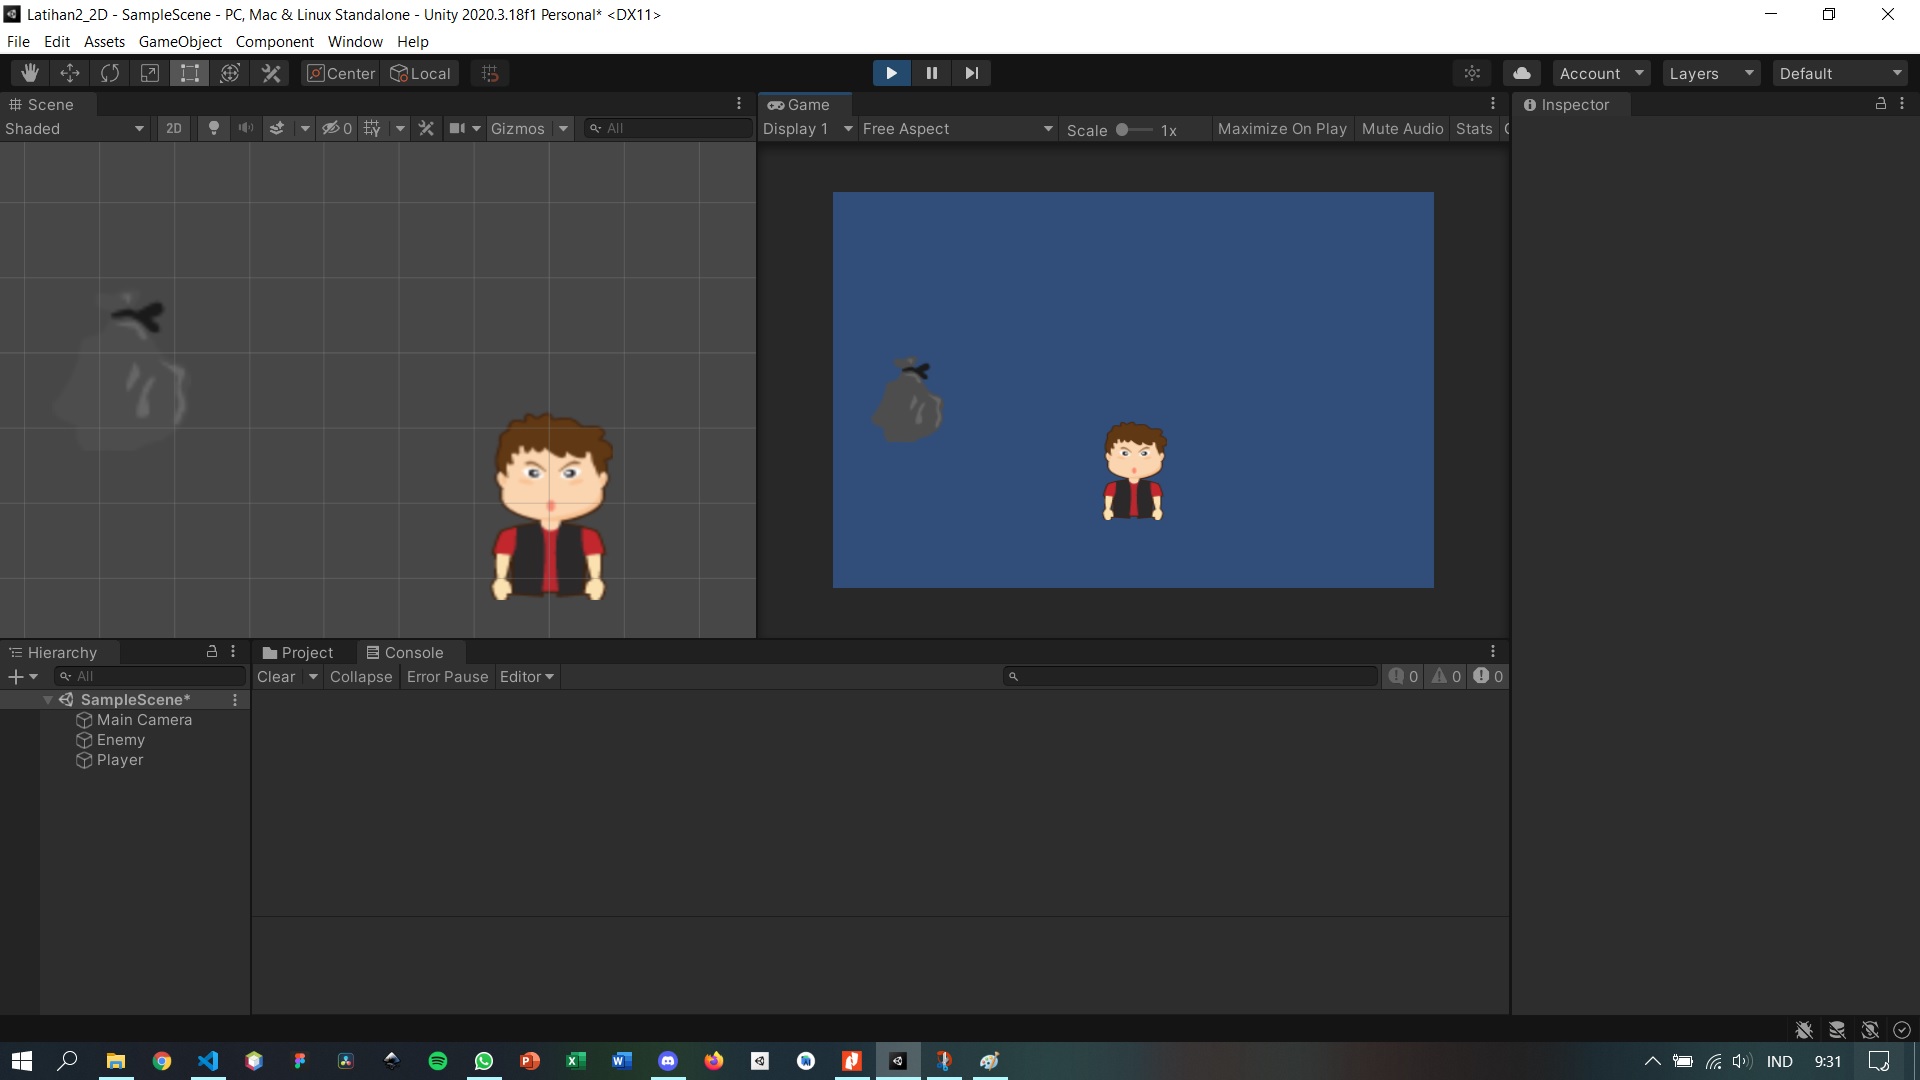 Latihan2_2D - SampleScene - PC, Mac & Linux Standalone - Unity 2020.3.18f1 Personal* <DX11>
File Edit Assets GameObject Component Window Help
Center Local Account Layers Default
Scene
Game
Inspector
Shaded 2D 0 Gizmos All
Display 1 Free Aspect Scale 1x Maximize On Play Mute Audio Stats
Hierarchy
Project Console
All
Clear Collapse Error Pause Editor 0 0 0
SampleScene*
Main Camera
Enemy
Player
IND 9:31